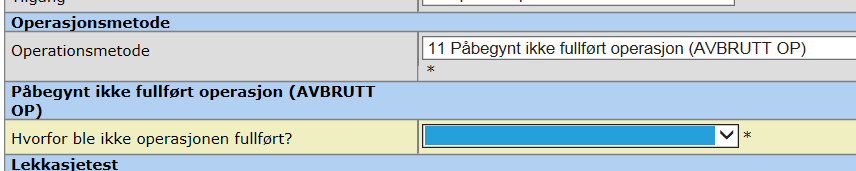 Operasjonsmetode
Operationsmetode
11 Påbegynt ikke fullført operasjon (AVBRUTT OP)
*
Påbegynt ikke fullført operasjon (AVBRUTT
OP)
Hvorfor ble ikke operasjonen fullført?
*
Lekkasjetest